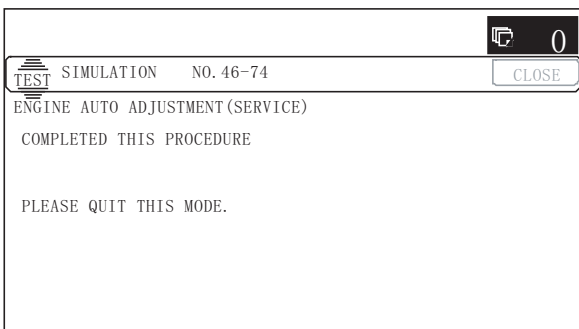 0
TEST SIMULATION NO.46-74 CLOSE
ENGINE AUTO ADJUSTMENT(SERVICE)
COMPLETED THIS PROCEDURE
PLEASE QUIT THIS MODE.